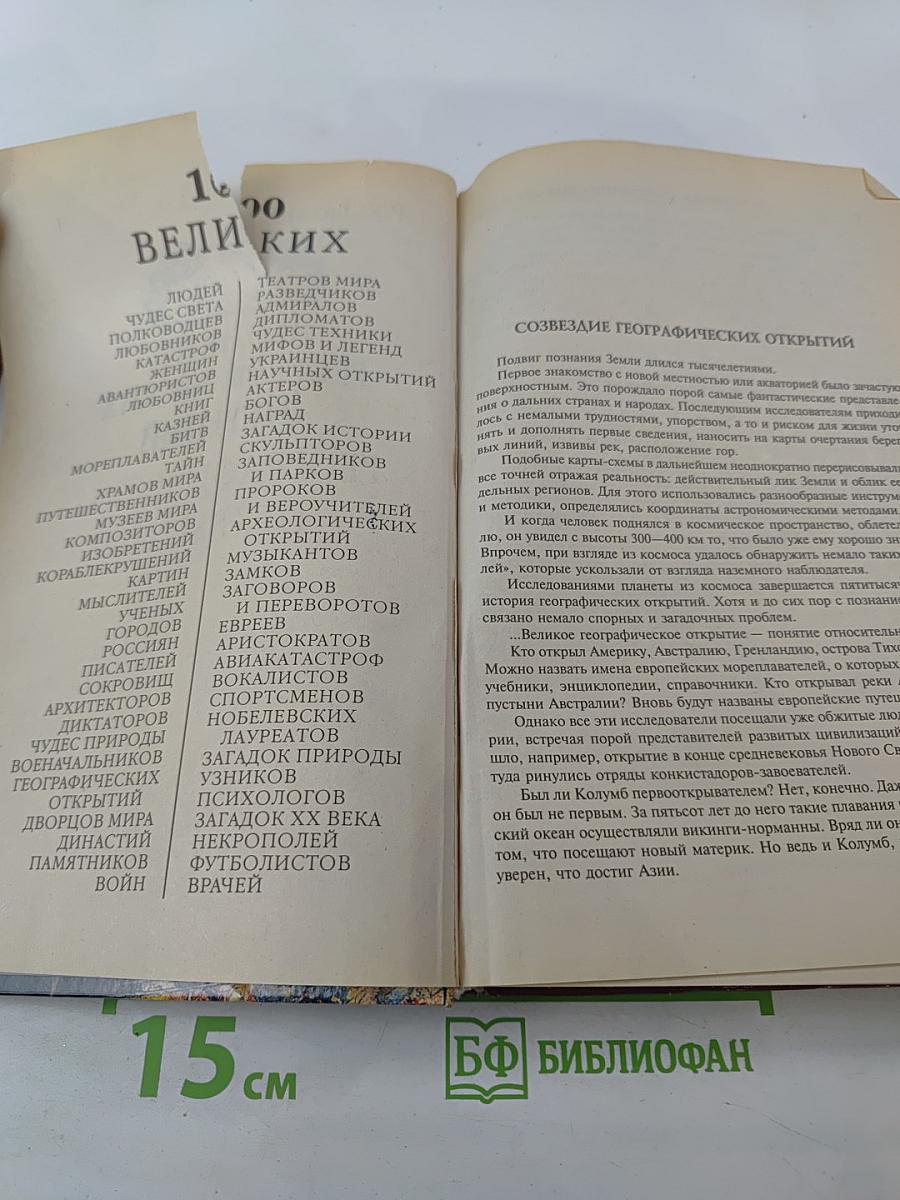 100
ВЕЛИКИХ
ЛЮДЕЙ
ЧУДЕС СВЕТА
ПОЛКОВОДЦЕВ
ЛЮБОВНИКОВ
КАТАСТРОФ
ЖЕНЩИН
АВАНТЮРИСТОВ
ЛЮБОВНИЦ
КНИГ
КАЗНЕЙ
БИТВ
МОРЕПЛАВАТЕЛЕЙ
ТАЙН
ХРАМОВ МИРА
ПУТЕШЕСТВЕННИКОВ
МУЗЕЕВ МИРА
КОМПОЗИТОРОВ
ИЗОБРЕТЕНИЙ
КОРАБЛЕКРУШЕНИЙ
КАРТИН
МЫСЛИТЕЛЕЙ
УЧЕНЫХ
ГОРОДОВ
РОССИЯН
ПИСАТЕЛЕЙ
СОКРОВИЩ
АРХИТЕКТОРОВ
ДИКТАТОРОВ
ЧУДЕС ПРИРОДЫ
ВОЕНАЧАЛЬНИКОВ
ГЕОГРАФИЧЕСКИХ
ОТКРЫТИЙ
ДВОРЦОВ МИРА
ДИНАСТИЙ
ПАМЯТНИКОВ
ВОЙН
ТЕАТРОВ МИРА
РАЗВЕДЧИКОВ
АДМИРАЛОВ
ДИПЛОМАТОВ
ЧУДЕС ТЕХНИКИ
МИФОВ И ЛЕГЕНД
УКРАИНЦЕВ
НАУЧНЫХ ОТКРЫТИЙ
АКТЕРОВ
БОГОВ
НАГРАД
ЗАГАДОК ИСТОРИИ
СКУЛЬПТОРОВ
ЗАПОВЕДНИКОВ
И ПАРКОВ
ПРОРОКОВ
И ВЕРОУЧИТЕЛЕЙ
АРХЕОЛОГИЧЕСКИХ
ОТКРЫТИЙ
МУЗЫКАНТОВ
ЗАМКОВ
ЗАГОВОРОВ
И ПЕРЕВОРОТОВ
ЕВРЕЕВ
АРИСТОКРАТОВ
АВИАКАТАСТРОФ
ВОКАЛИСТОВ
СПОРТСМЕНОВ
НОБЕЛЕВСКИХ
ЛАУРЕАТОВ
ЗАГАДОК ПРИРОДЫ
УЗНИКОВ
ПСИХОЛОГОВ
ЗАГАДОК XX ВЕКА
НЕКРОПОЛЕЙ
ФУТБОЛИСТОВ
ВРАЧЕЙ
СОЗВЕЗДИЕ ГЕОГРАФИЧЕСКИХ ОТКРЫТИЙ
Подвиг познания Земли длился тысячелетиями.
Первое знакомство с новой местностью или акваторией было зачастую
поверхностным. Это порождало порой самые фантастические представле
ния о дальних странах и народах. Последующим исследователям приходи
лось с немалыми трудностями, упорством, а то и риском для жизни уто
нять и дополнять первые сведения, наносить на карты очертания берег
вых линий, извивы рек, расположение гор.
Подобные карты-схемы в дальнейшем неоднократно перерисовывали
все точней отражая реальность: действительный лик Земли и облик ее
дельных регионов. Для этого использовались разнообразные инструме
и методики, определялись координаты астрономическими методами.
И когда человек поднялся в космическое пространство, облетел
лю, он увидел с высоты 300—400 км то, что было уже ему хорошо зн
Впрочем, при взгляде из космоса удалось обнаружить немало таких
лей», которые ускользали от взгляда наземного наблюдателя.
Исследованиями планеты из космоса завершается пятитысяч
история географических открытий. Хотя и до сих пор с познание
связано немало спорных и загадочных проблем.
...Великое географическое открытие — понятие относительн
Кто открыл Америку, Австралию, Гренландию, острова Тихо
Можно назвать имена европейских мореплавателей, о которых
учебники, энциклопедии, справочники. Кто открывал реки
пустыни Австралии? Вновь будут названы европейские путеш
Однако все эти исследователи посещали уже обжитые люд
рии, встречая порой представителей развитых цивилизаций
шло, например, открытие в конце средневековья Нового Св
туда ринулись отряды конкистадоров-завоевателей.
Был ли Колумб первооткрывателем? Нет, конечно. Даж
он был не первым. За пятьсот лет до него такие плавания ч
ский океан осуществляли викинги-норманны. Вряд ли он
том, что посещают новый материк. Но ведь и Колумб,
уверен, что достиг Азии.
15 см
БФ БИБЛИОФАН